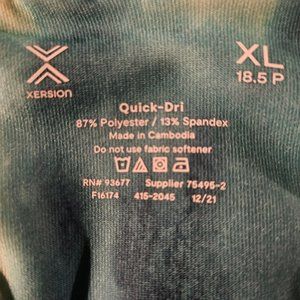 XERSION
XL
18.5 P
Quick-Dri
87% Polyester / 13% Spandex
Made in Cambodia
Do not use fabric softener
RN# 93677 Supplier 75495-2
F16174 415-2045 12/21